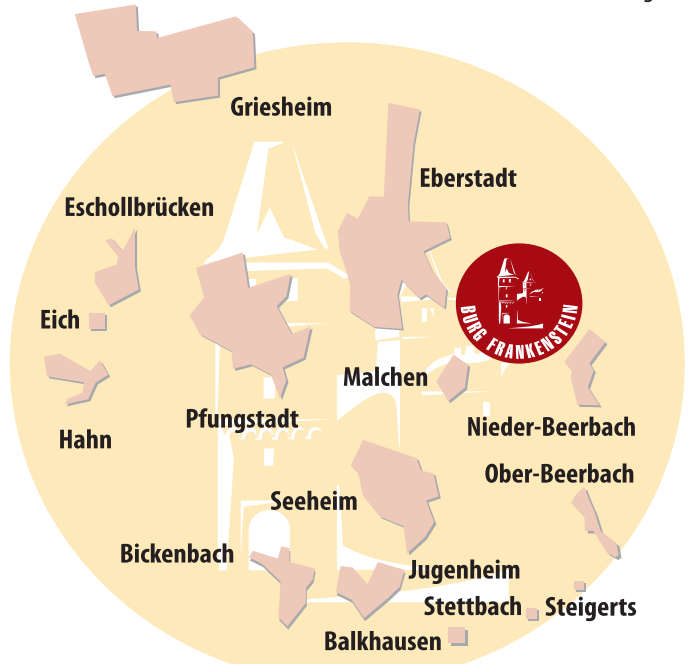 Griesheim
Eberstadt
Eschollbrücken
BURG FRANKENSTEIN
Eich
Malchen
Pfungstadt
Nieder-Beerbach
Hahn
Ober-Beerbach
Seeheim
Bickenbach
Jugenheim
Stettbach
Steigerts
Balkhausen